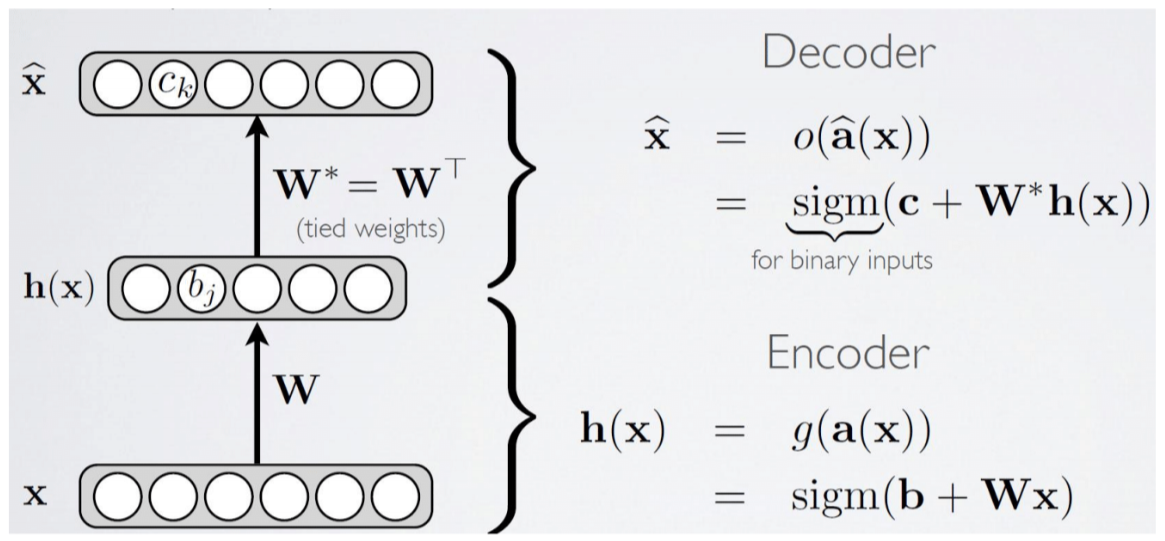 x̂
c_k
W* = W^⊤
(tied weights)
h(x)
b_j
W
x
Decoder
x̂ = o(â(x))
= sigm(c + W*h(x))
for binary inputs
Encoder
h(x) = g(a(x))
= sigm(b + Wx)